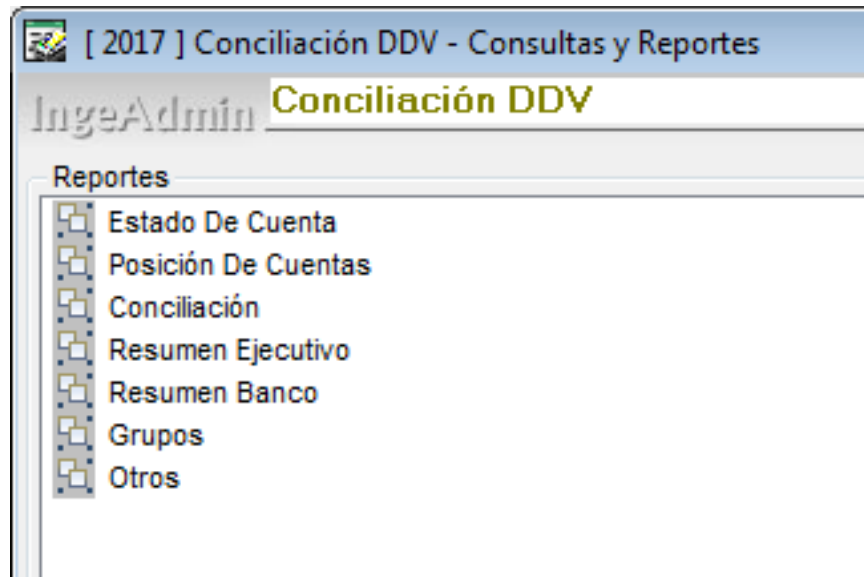 [ 2017 ] Conciliación DDV - Consultas y Reportes
IngeAdmin Conciliación DDV
Reportes
Estado De Cuenta
Posición De Cuentas
Conciliación
Resumen Ejecutivo
Resumen Banco
Grupos
Otros